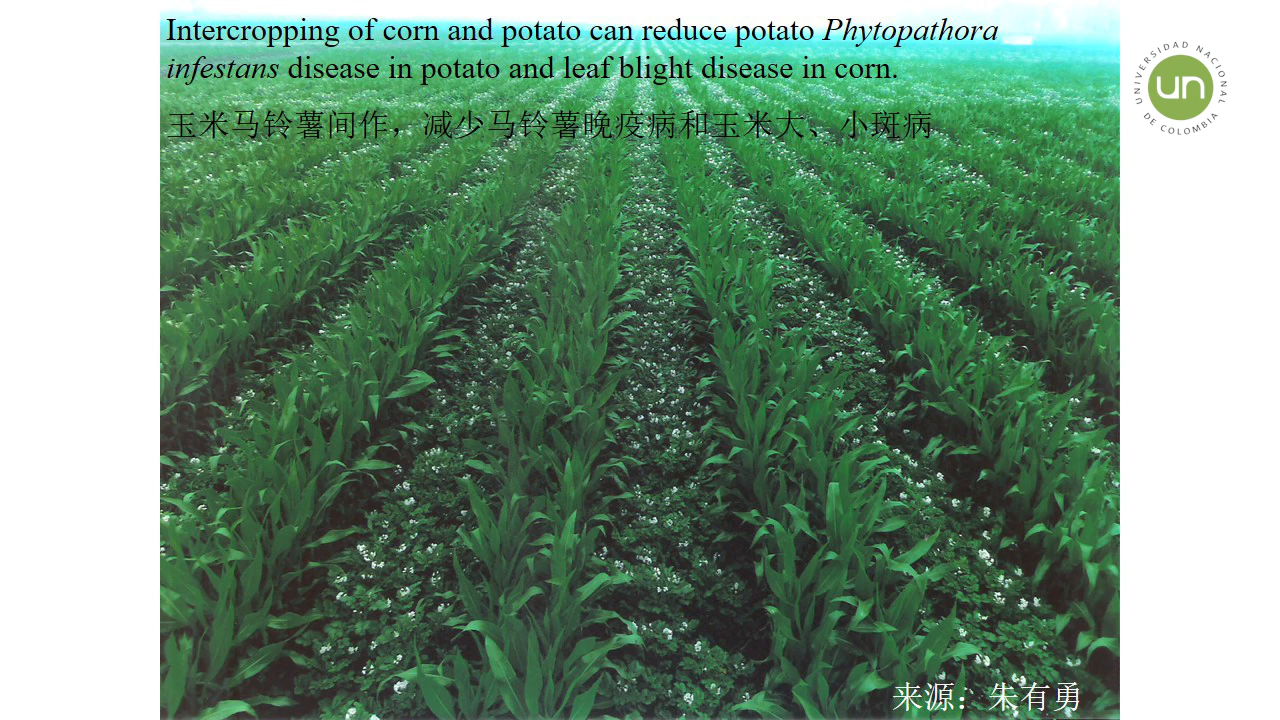 Intercropping of corn and potato can reduce potato Phytopathora
infestans disease in potato and leaf blight disease in corn.
玉米马铃薯间作，减少马铃薯晚疫病和玉米大、小斑病
UNIVERSIDAD NACIONAL
un
DE COLOMBIA
来源：朱有勇